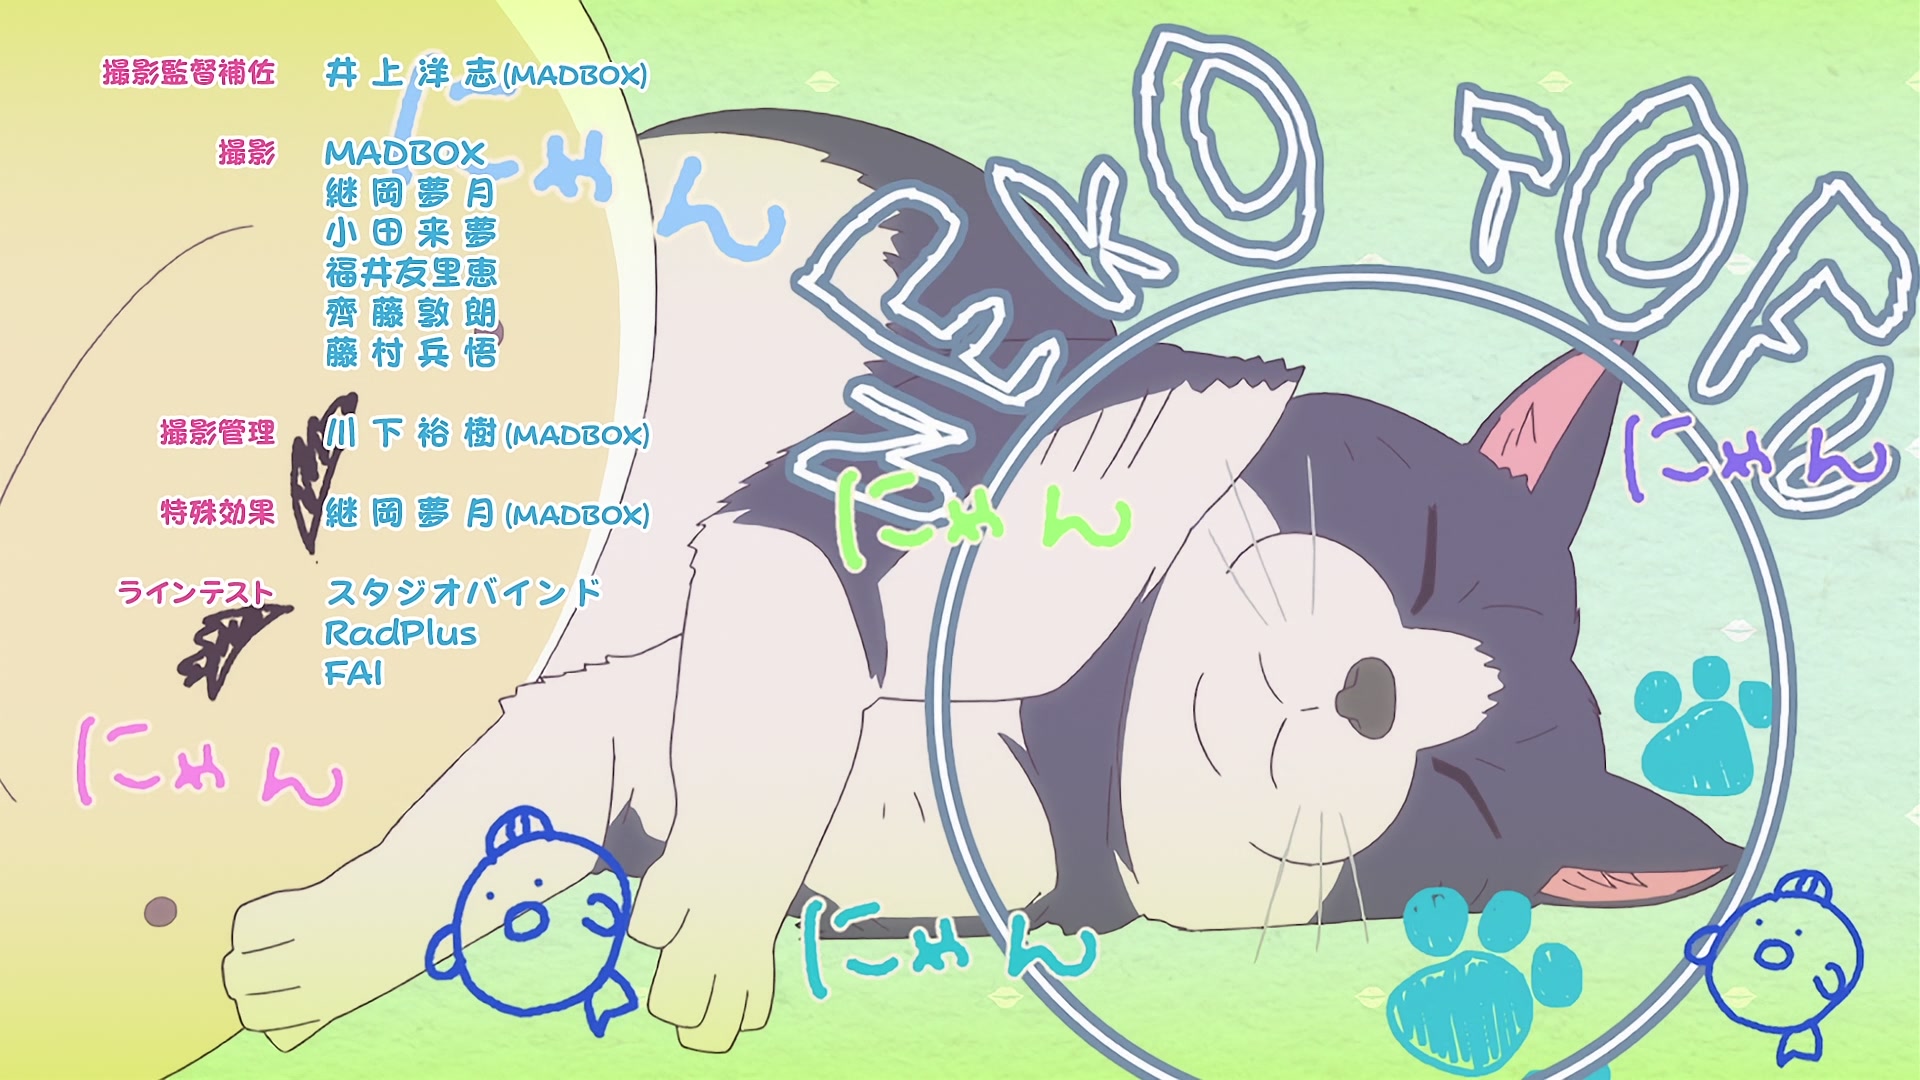 撮影監督補佐 井上洋志(MADBOX)
撮影 MADBOX
継岡夢月
小田来夢
福井友里恵
齊藤敦朗
藤村兵悟
撮影管理 川下裕樹(MADBOX)
特殊効果 継岡夢月(MADBOX)
ラインテスト スタジオバインド
RadPlus
FAI
にゃん
NEKO TOFU
にゃん
にゃん
にゃん
にゃん